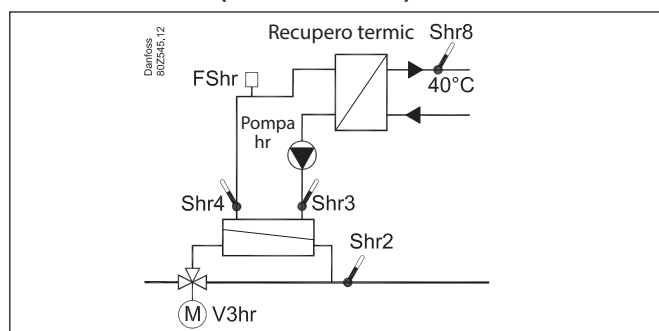 Danfoss
80Z545.12
Recupero termic
Shr8
FShr
40°C
Pompa
hr
Shr4
Shr3
Shr2
M
V3hr